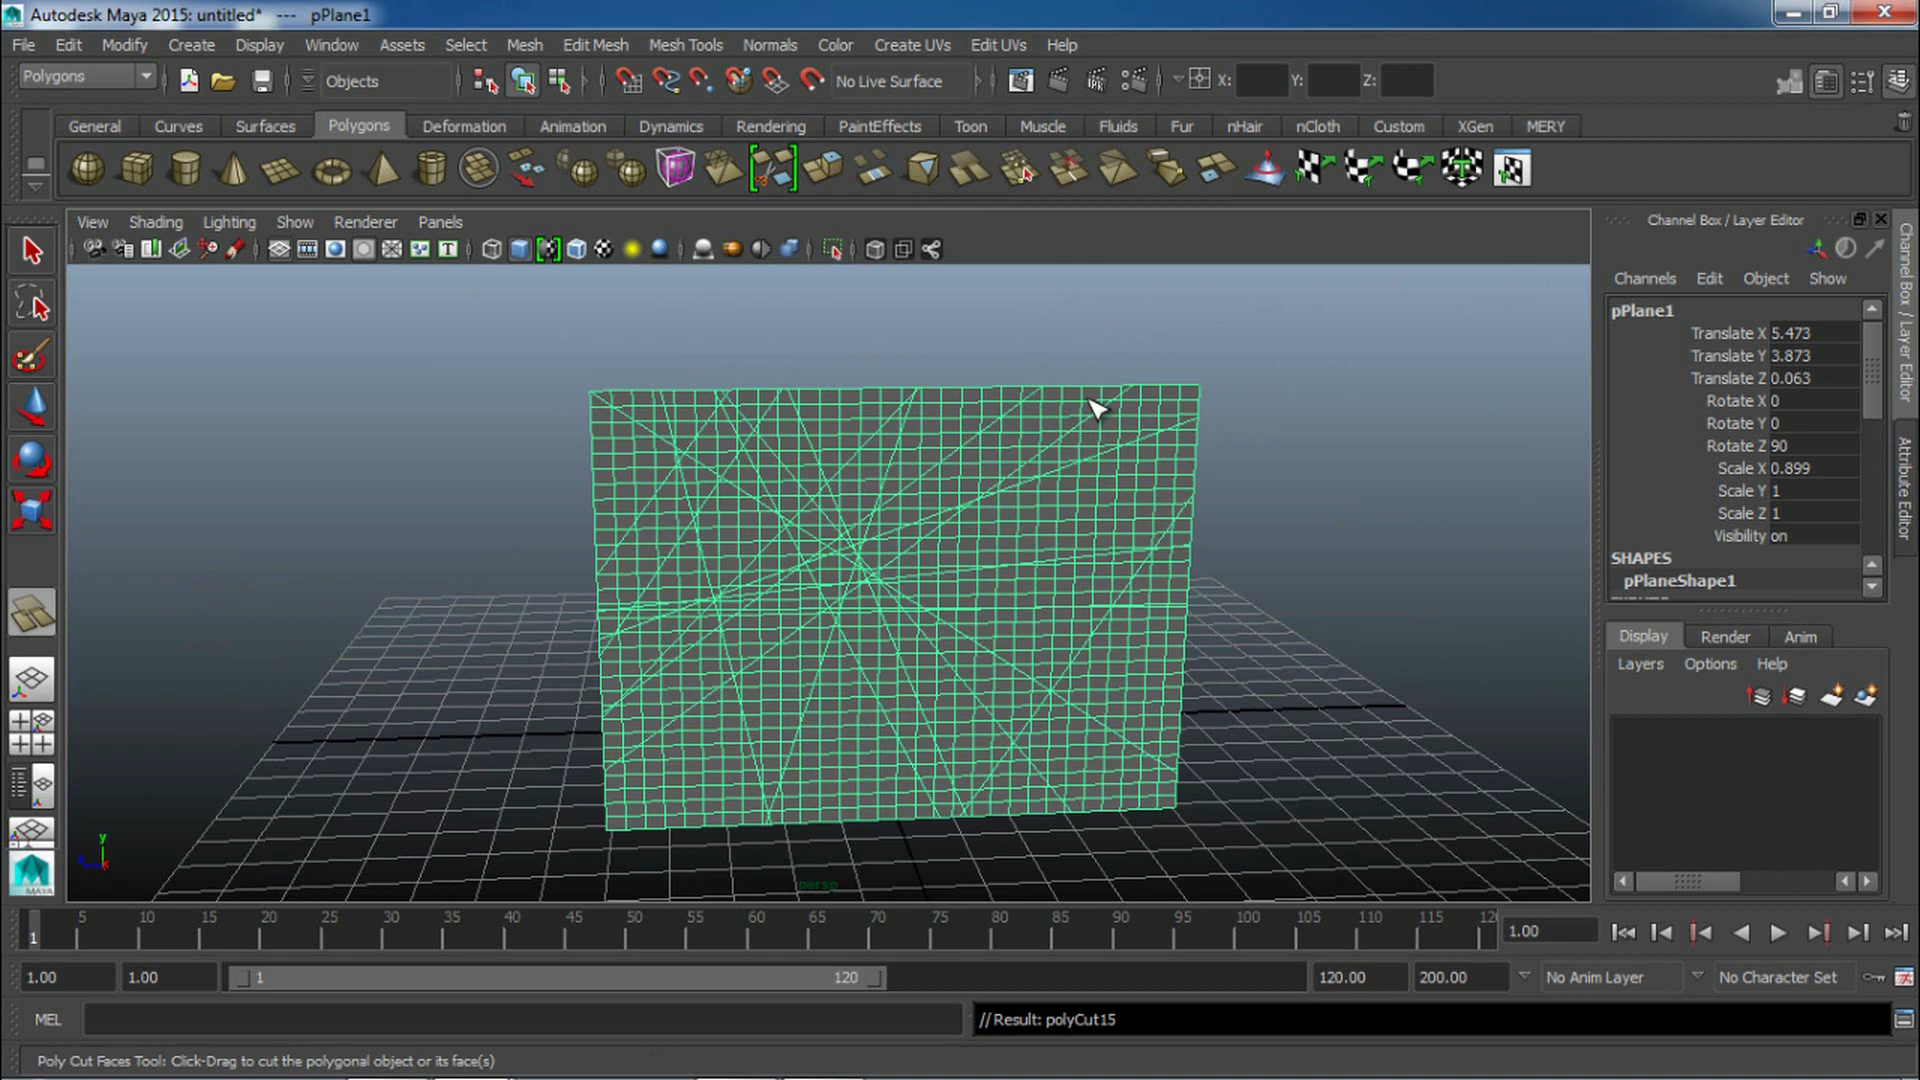 Autodesk Maya 2015: untitled* --- pPlane1
File Edit Modify Create Display Window Assets Select Mesh Edit Mesh Mesh Tools Normals Color Create UVs Edit UVs Help
Polygons Objects No Live Surface X: Y: Z:
General Curves Surfaces Polygons Deformation Animation Dynamics Rendering PaintEffects Toon Muscle Fluids Fur nHair nCloth Custom XGen MERY
View Shading Lighting Show Renderer Panels
Channel Box / Layer Editor
Channels Edit Object Show
pPlane1
Translate X 5.473
Translate Y 3.873
Translate Z 0.063
Rotate X 0
Rotate Y 0
Rotate Z 90
Scale X 0.899
Scale Y 1
Scale Z 1
Visibility on
SHAPES
pPlaneShape1
Channel Box / Layer Editor
Attribute Editor
Display Render Anim
Layers Options Help
y
persp
MAYA
1 5 10 15 20 25 30 35 40 45 50 55 60 65 70 75 80 85 90 95 100 105 110 115 12
1.00
1.00 1.00 1 120 120.00 200.00 No Anim Layer No Character Set
MEL // Result: polyCut15
Poly Cut Faces Tool: Click-Drag to cut the polygonal object or its face(s)